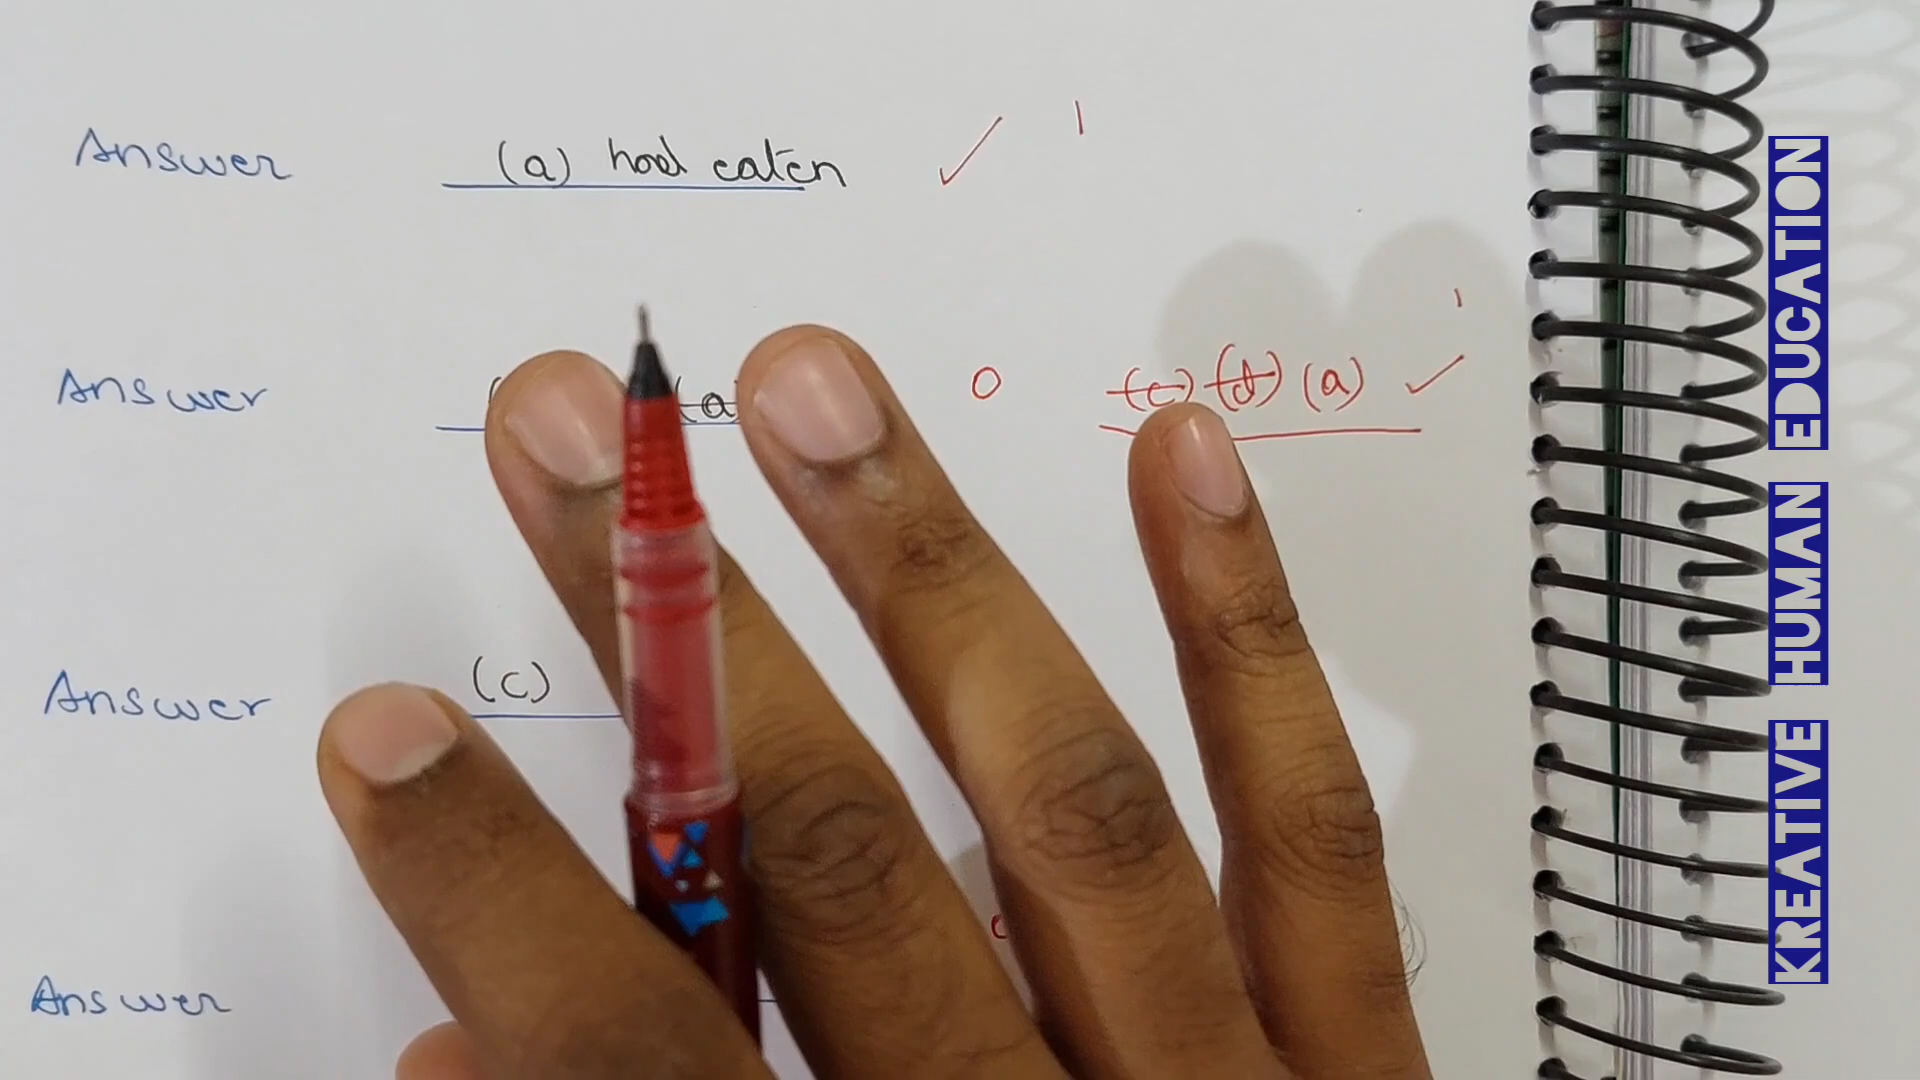 Answer (a) had eaten ✓ 1
Answer (a) 0 (c) (d) (a) ✓ 1
Answer (c)
Answer
KREATIVE HUMAN EDUCATION